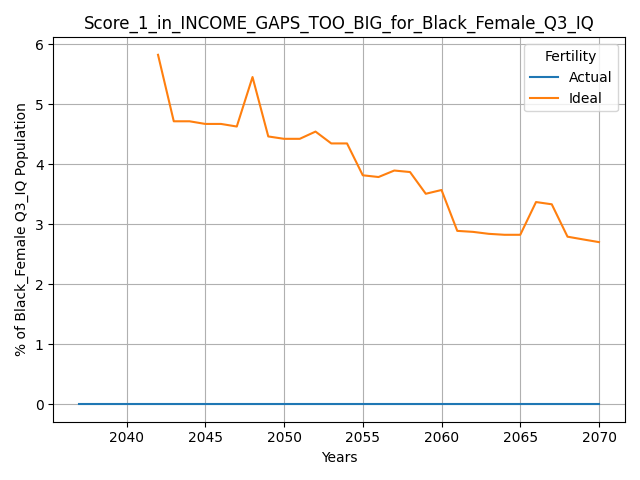 Score_1_in_INCOME_GAPS_TOO_BIG_for_Black_Female_Q3_IQ
% of Black_Female Q3_IQ Population
6
5
4
3
2
1
0
Fertility
Actual
Ideal
2040 2045 2050 2055 2060 2065 2070
Years